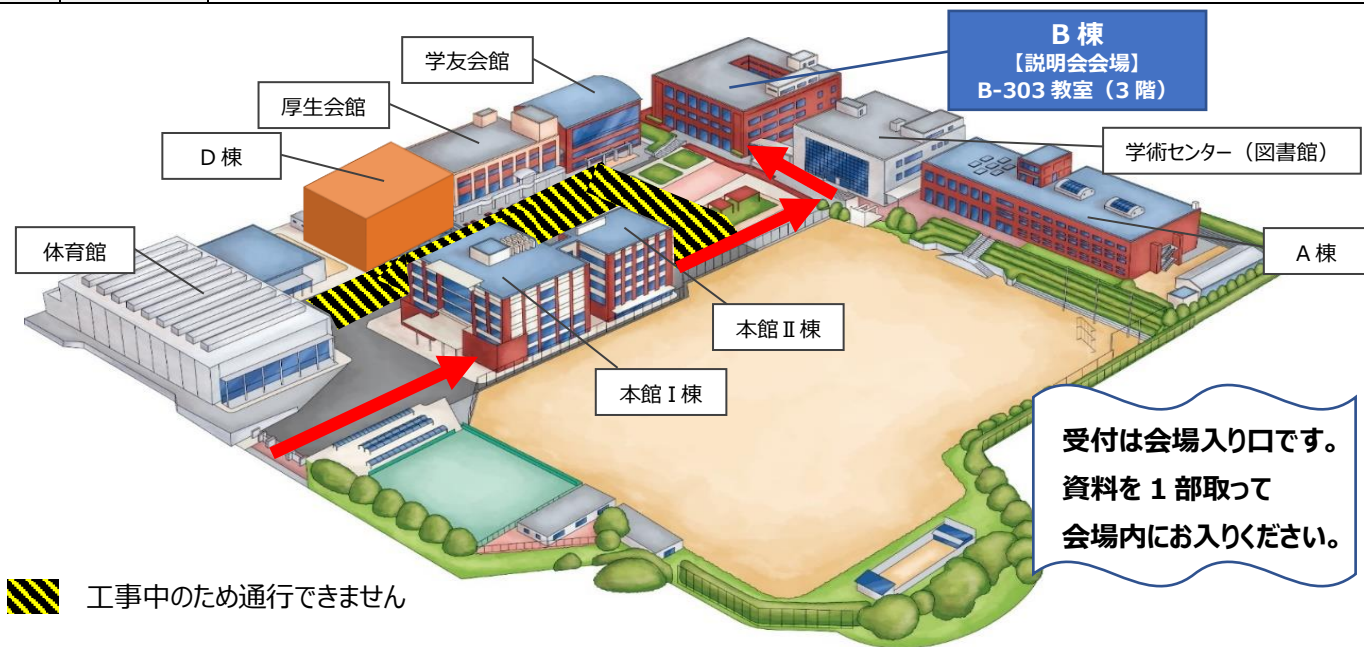 B 棟
【説明会会場】
B-303 教室（3 階）
学友会館
厚生会館
D 棟
学術センター（図書館）
体育館
A 棟
本館Ⅱ棟
本館Ⅰ棟
受付は会場入り口です。
資料を 1 部取って
会場内にお入りください。
工事中のため通行できません